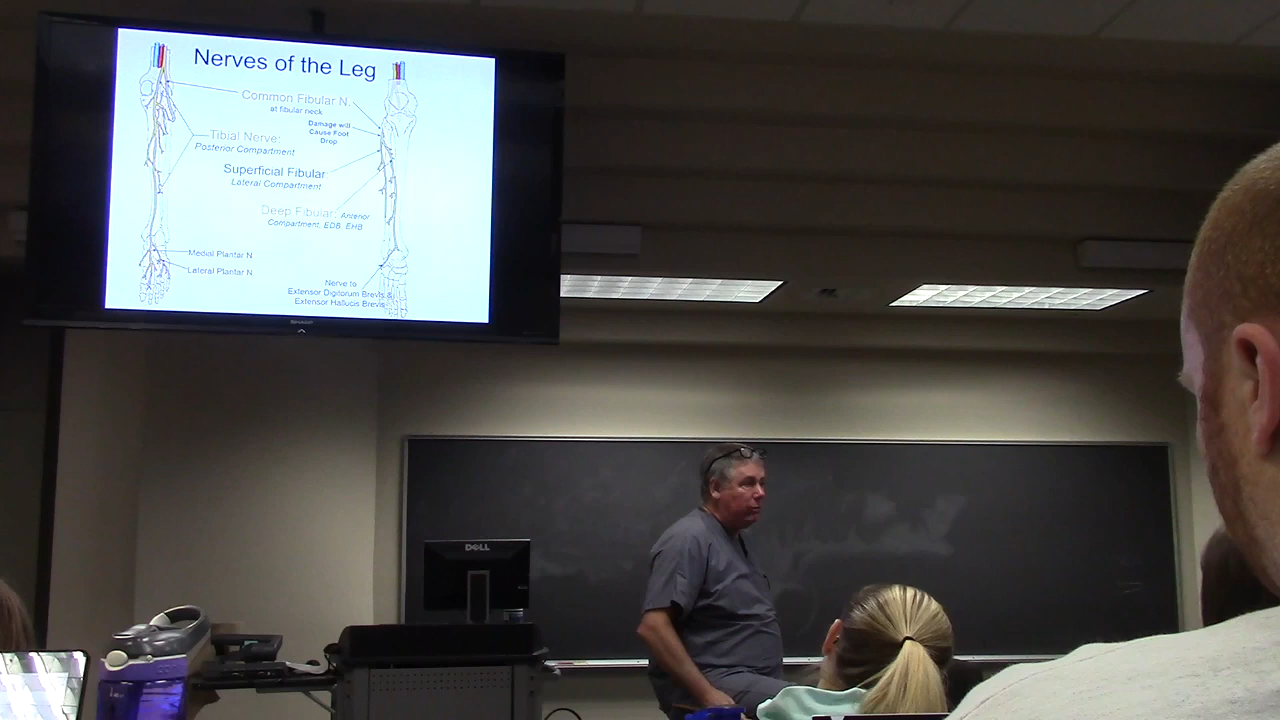 Nerves of the Leg
Common Fibular N.
at fibular neck
Damage will
Cause Foot
Drop
Tibial Nerve:
Posterior Compartment
Superficial Fibular
Lateral Compartment
Deep Fibular: Anterior
Compartment, EDB, EHB
Medial Plantar N
Lateral Plantar N
Nerve to
Extensor Digitorum Brevis &
Extensor Hallucis Brevis
SHARP
DELL